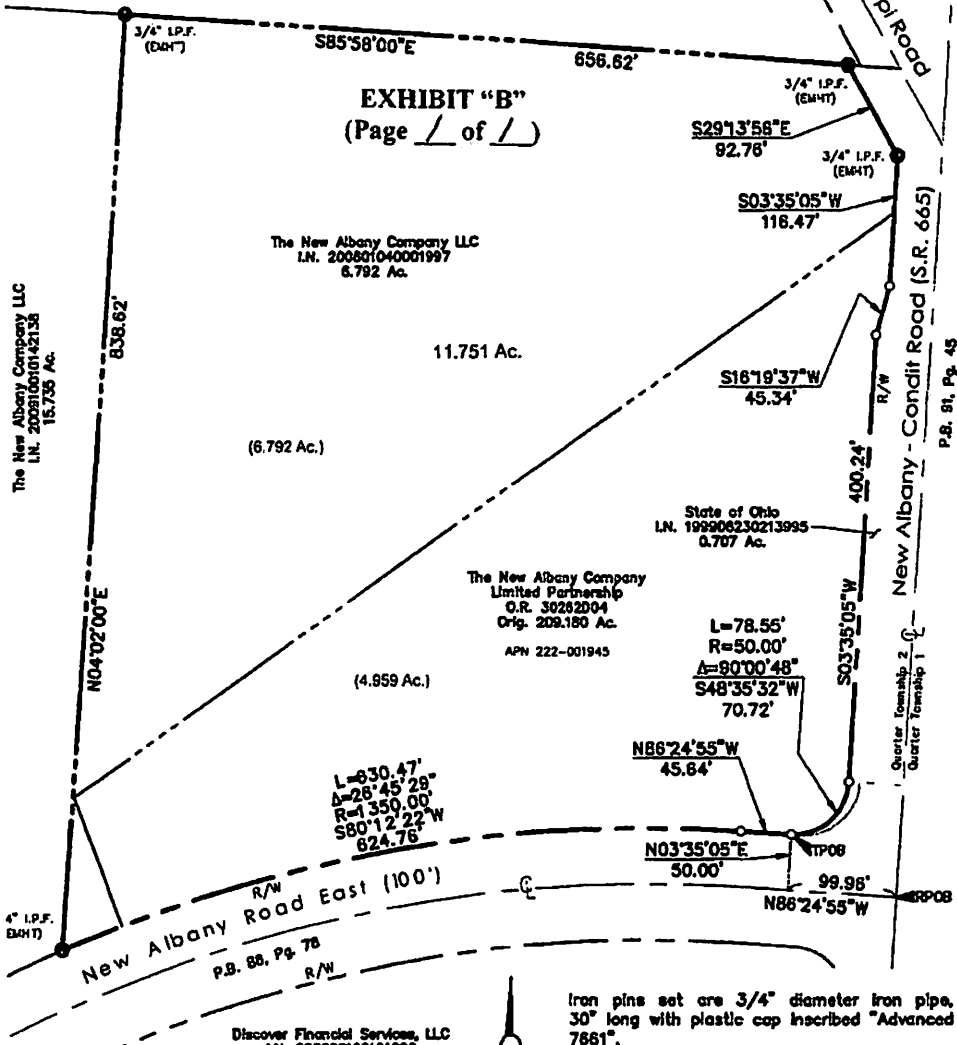 3/4" I.P.F.
(EMHT)
S85°58'00"E
656.62'
pi Road
EXHIBIT "B"
(Page 1 of 1)
3/4" I.P.F.
(EMHT)
S29°13'58"E
92.76'
3/4" I.P.F.
(EMHT)
S03°35'05"W
116.47'
The New Albany Company LLC
I.N. 200801040001997
6.792 Ac.
The New Albany Company LLC
I.N. 200910010142138
15.735 Ac.
838.62'
N04°02'00"E
11.751 Ac.
S16°19'37"W
45.34'
R/W
New Albany - Condit Road (S.R. 665)
P.B. 91, Pg. 45
(6.792 Ac.)
400.24'
S03°35'05"W
State of Ohio
I.N. 199906230213995
0.707 Ac.
The New Albany Company
Limited Partnership
O.R. 30262D04
Orig. 209.180 Ac.
APN 222-001945
(4.959 Ac.)
L=78.55'
R=50.00'
Δ=90°00'48"
S48°35'32"W
70.72'
Quarter Township 2
Quarter Township 1
N86°24'55"W
45.64'
L=630.47'
Δ=26°45'29"
R=1350.00'
S80°12'22"W
624.76'
TPOB
N03°35'05"E
50.00'
99.96'
N86°24'55"W
RPOB
4" I.P.F.
EMHT)
R/W
New Albany Road East (100')
P.B. 88, Pg. 78
R/W
Iron pins set are 3/4" diameter iron pipe,
30" long with plastic cap inscribed "Advanced
7661".
Discover Financial Services, LLC